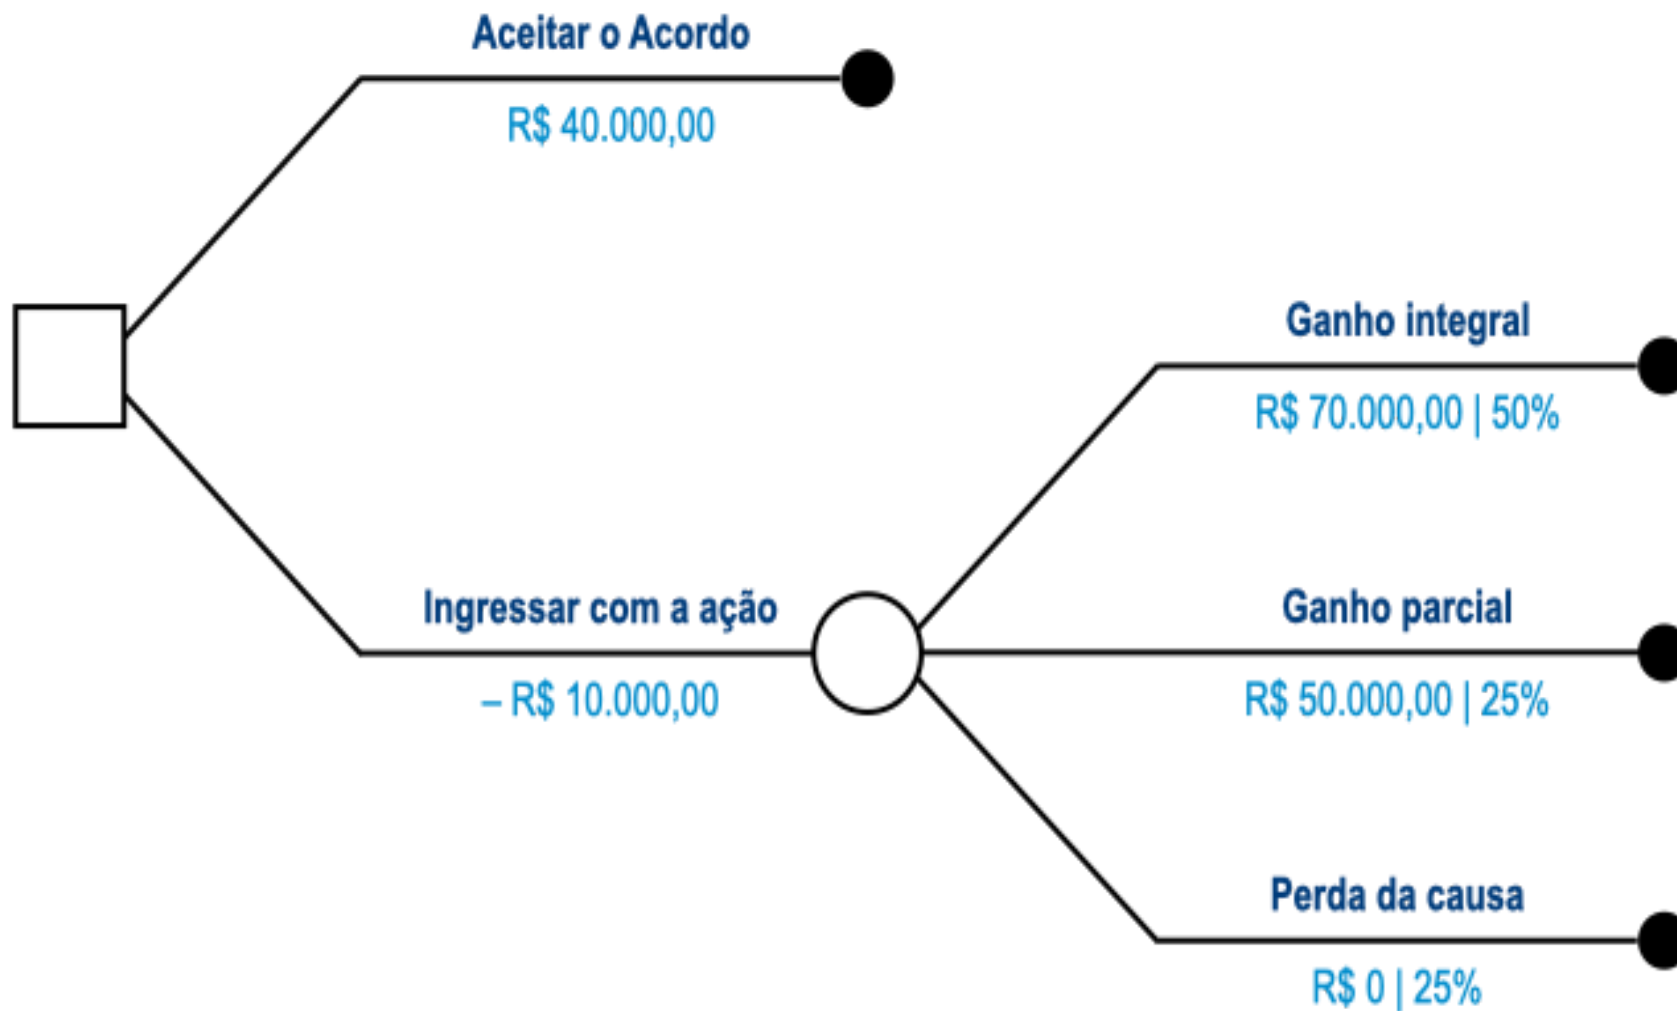 Aceitar o Acordo
R$ 40.000,00
Ganho integral
R$ 70.000,00 | 50%
Ingressar com a ação
– R$ 10.000,00
Ganho parcial
R$ 50.000,00 | 25%
Perda da causa
R$ 0 | 25%